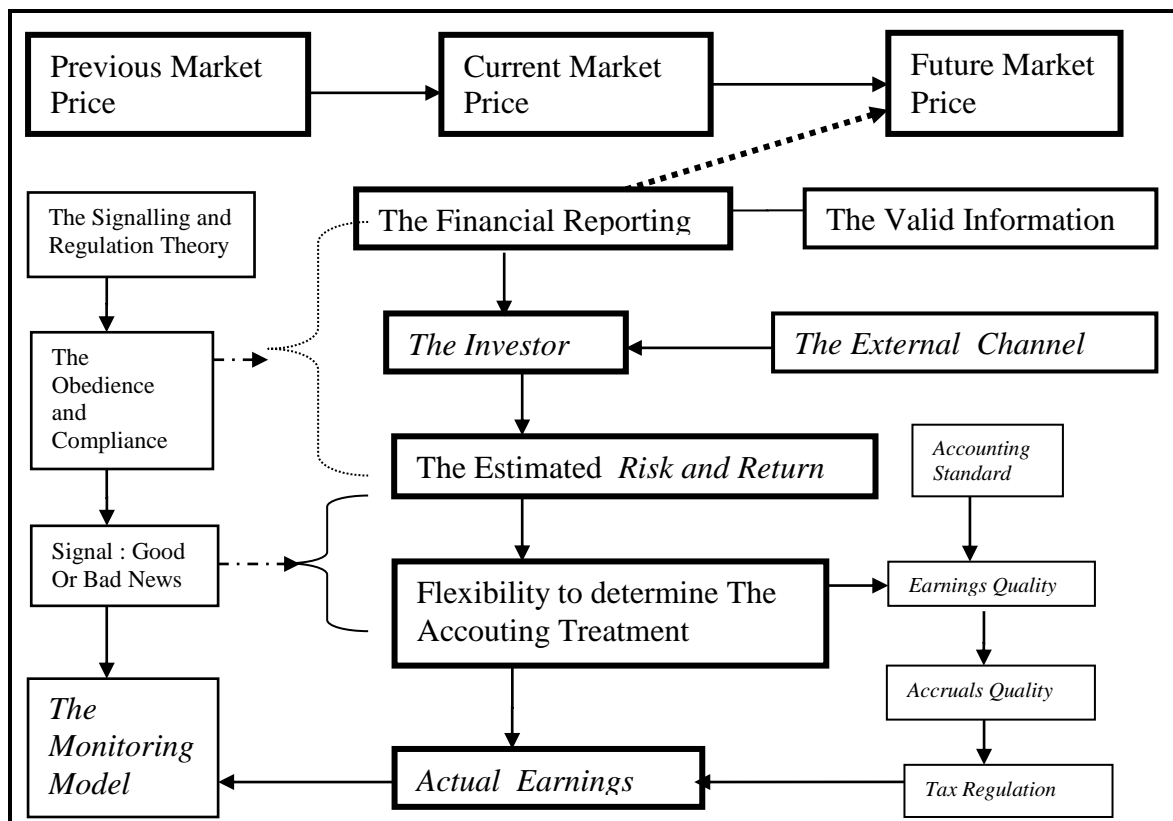 Previous Market
Price
Current Market
Price
Future Market
Price
The Signalling and
Regulation Theory
The Financial Reporting
The Valid Information
The
Obedience
and
Compliance
The Investor
The External Channel
The Estimated Risk and Return
Accounting
Standard
Signal : Good
Or Bad News
Flexibility to determine The
Accouting Treatment
Earnings Quality
Accruals Quality
The
Monitoring
Model
Actual Earnings
Tax Regulation